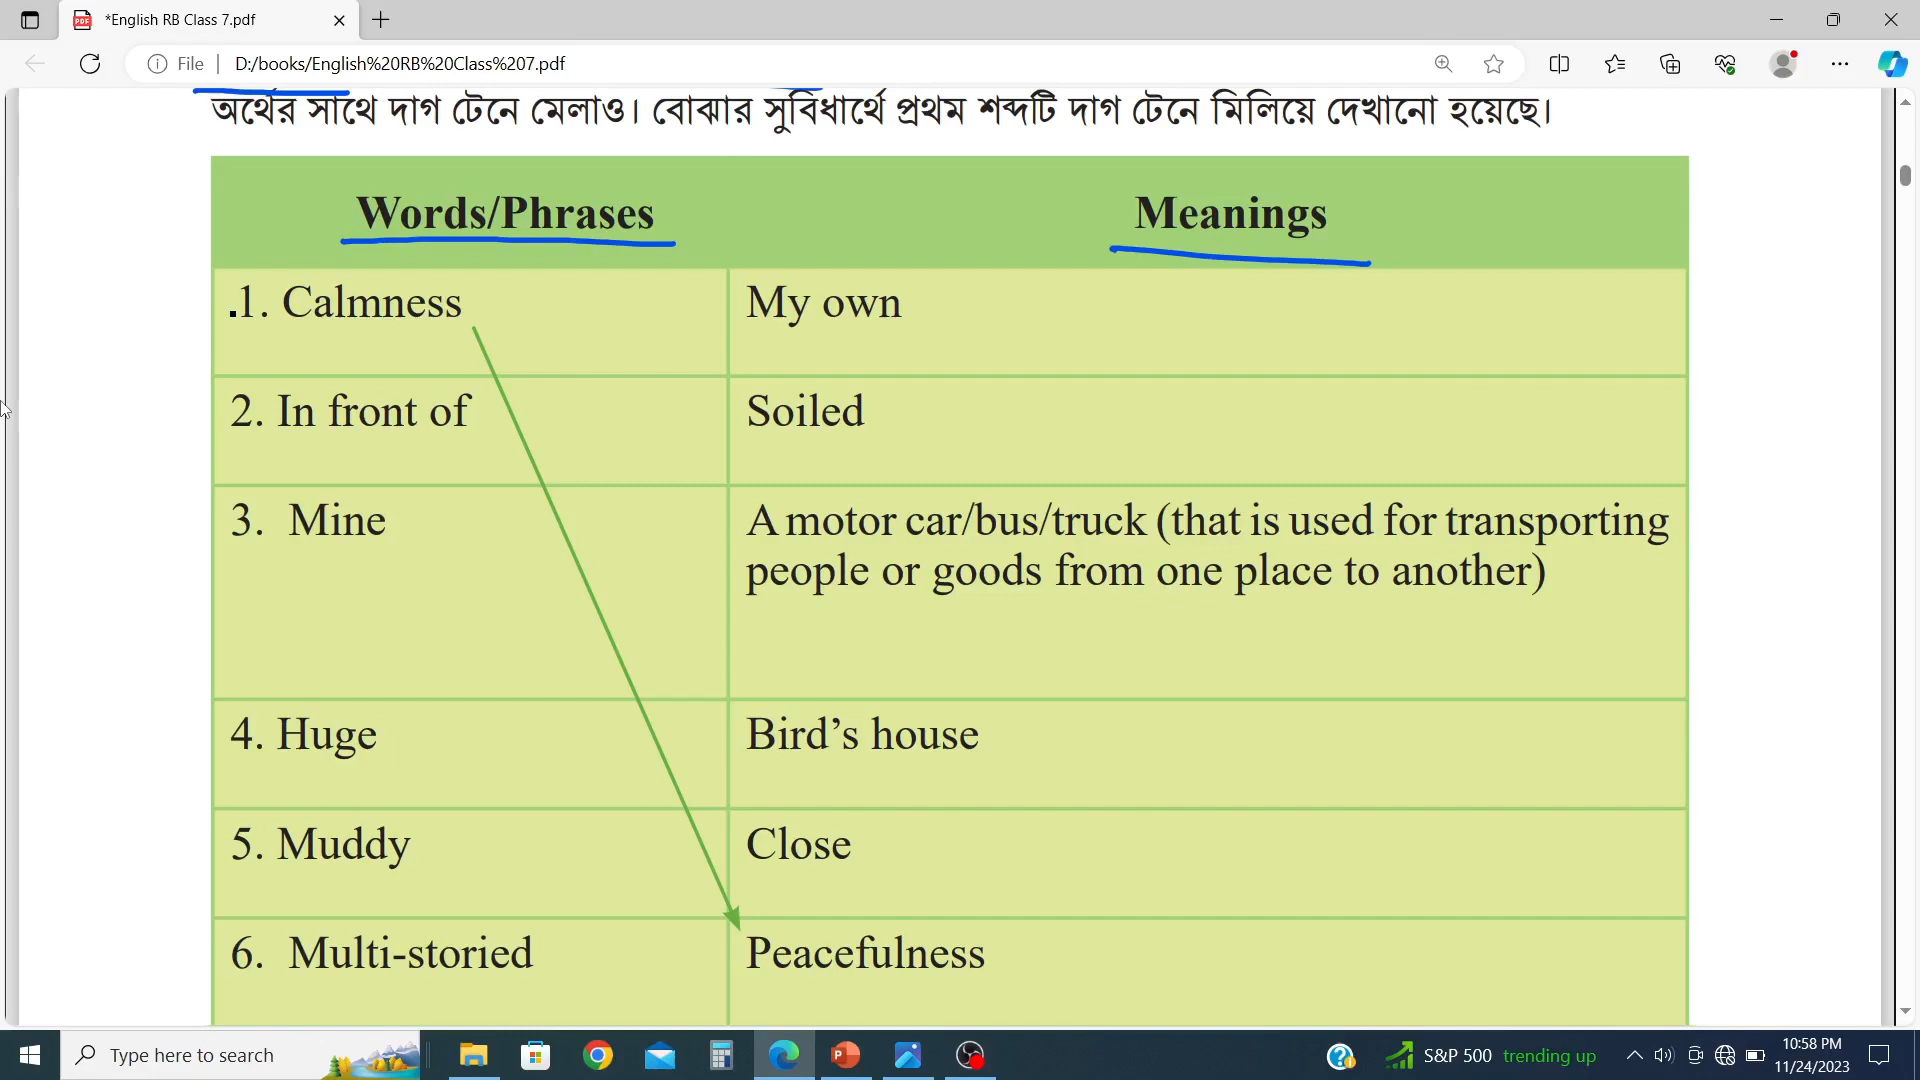 *English RB Class 7.pdf
File
D:/books/English%20RB%20Class%207.pdf
অর্থের সাথে দাগ টেনে মেলাও। বোঝার সুবিধার্থে প্রথম শব্দটি দাগ টেনে মিলিয়ে দেখানো হয়েছে।
Words/Phrases
Meanings
.1. Calmness
My own
2. In front of
Soiled
3. Mine
A motor car/bus/truck (that is used for transporting
people or goods from one place to another)
4. Huge
Bird’s house
5. Muddy
Close
6. Multi-storied
Peacefulness
Type here to search
S&P 500 trending up
10:58 PM
11/24/2023